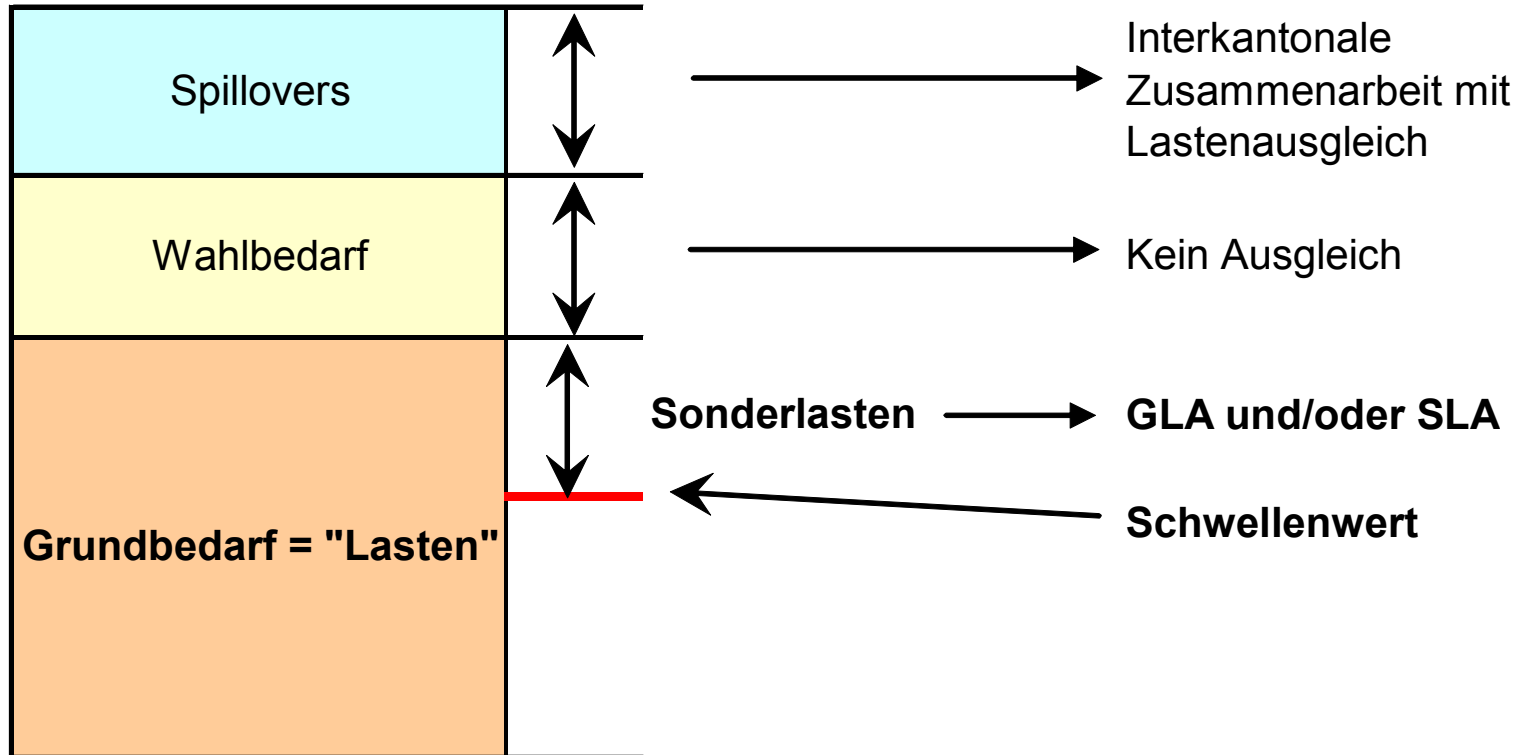 Spillovers
Interkantonale
Zusammenarbeit mit
Lastenausgleich
Wahlbedarf
Kein Ausgleich
Sonderlasten
GLA und/oder SLA
Schwellenwert
Grundbedarf = "Lasten"